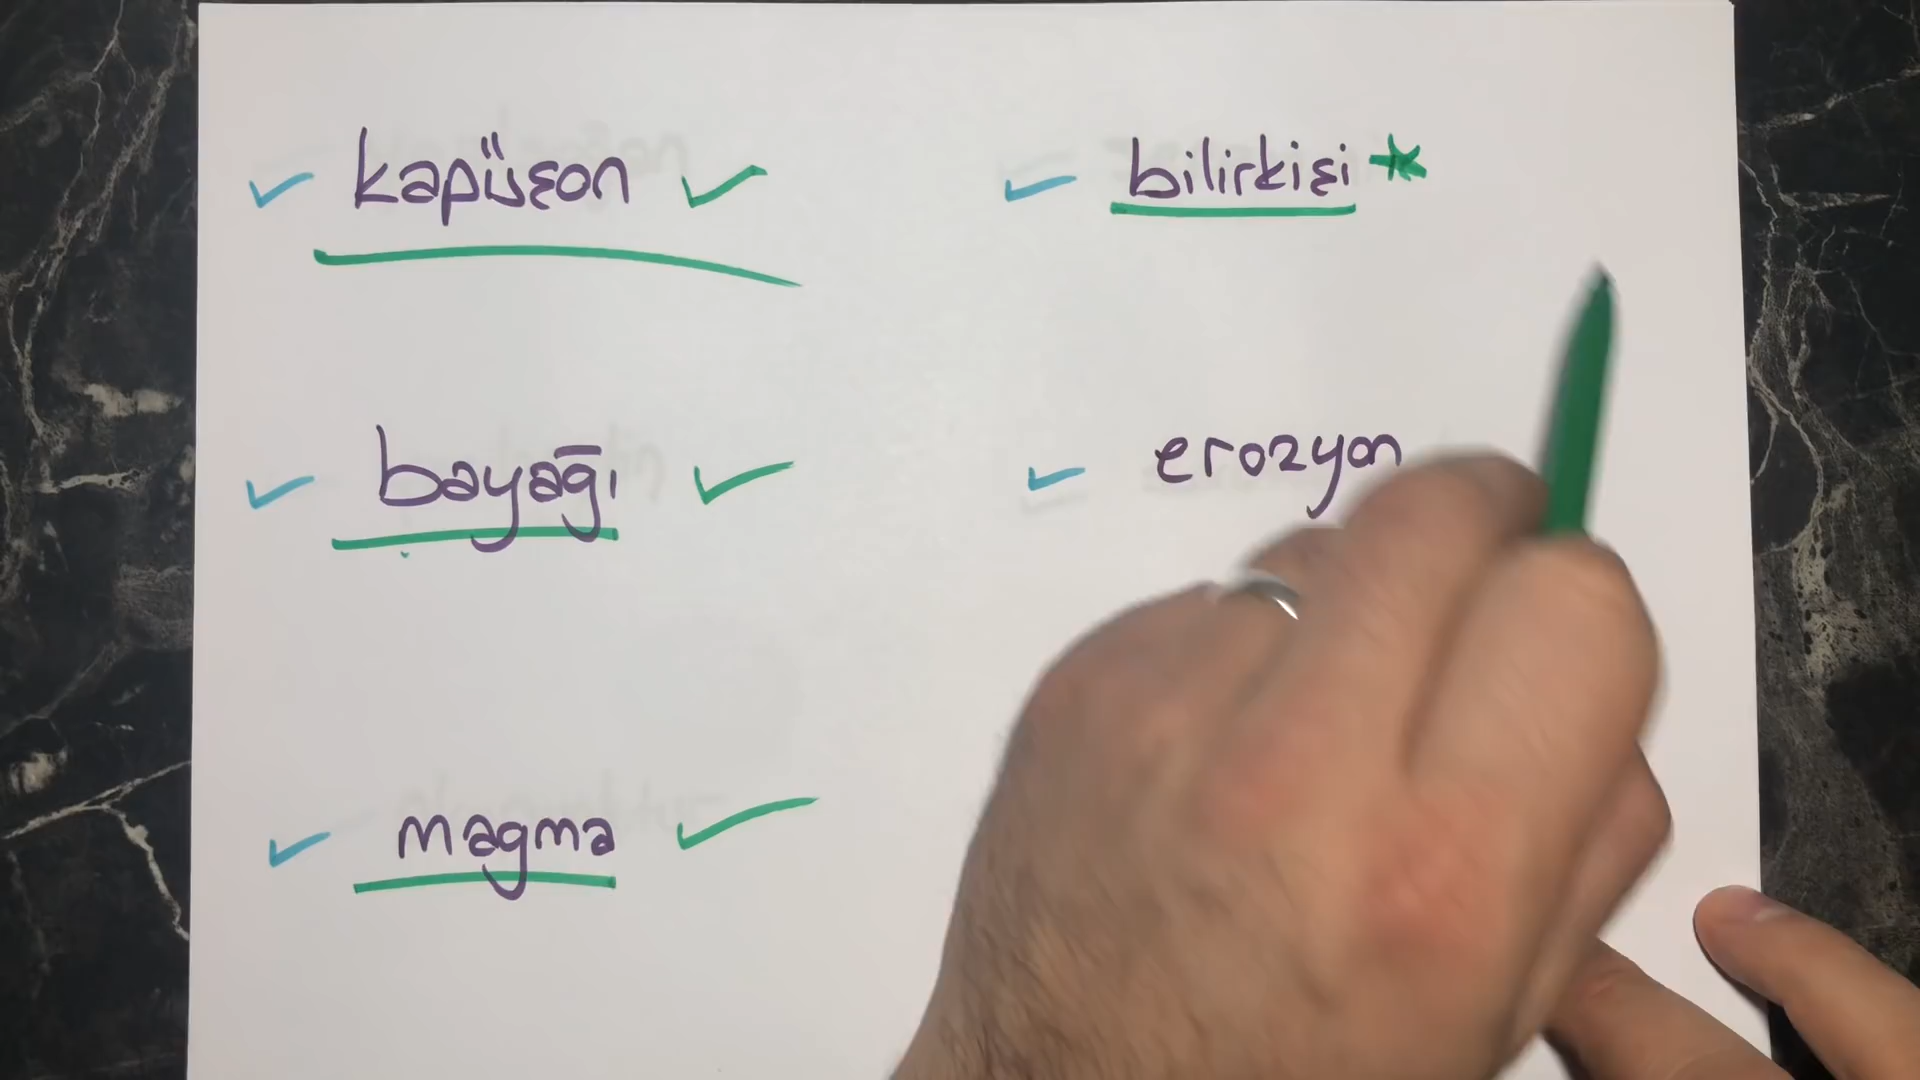 kapüşon
bilirkişi *
bayağı
erozyon
magma